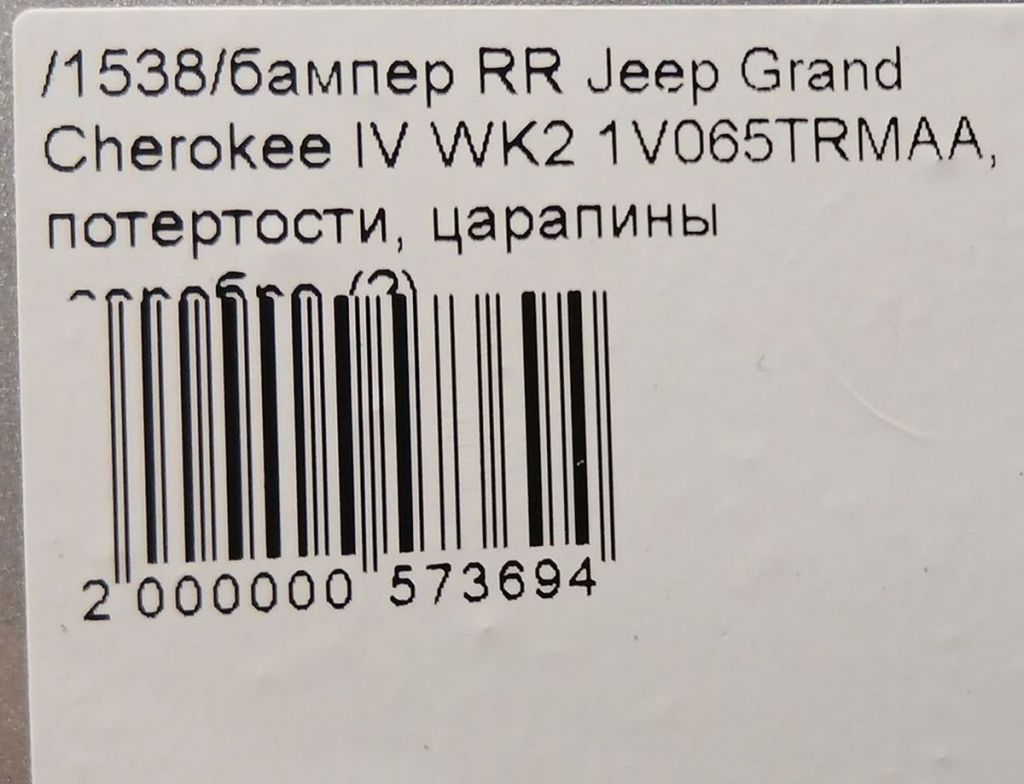 /1538/бампер RR Jeep Grand
Cherokee IV WK2 1V065TRMAA,
потертости, царапины
2 000000 573694